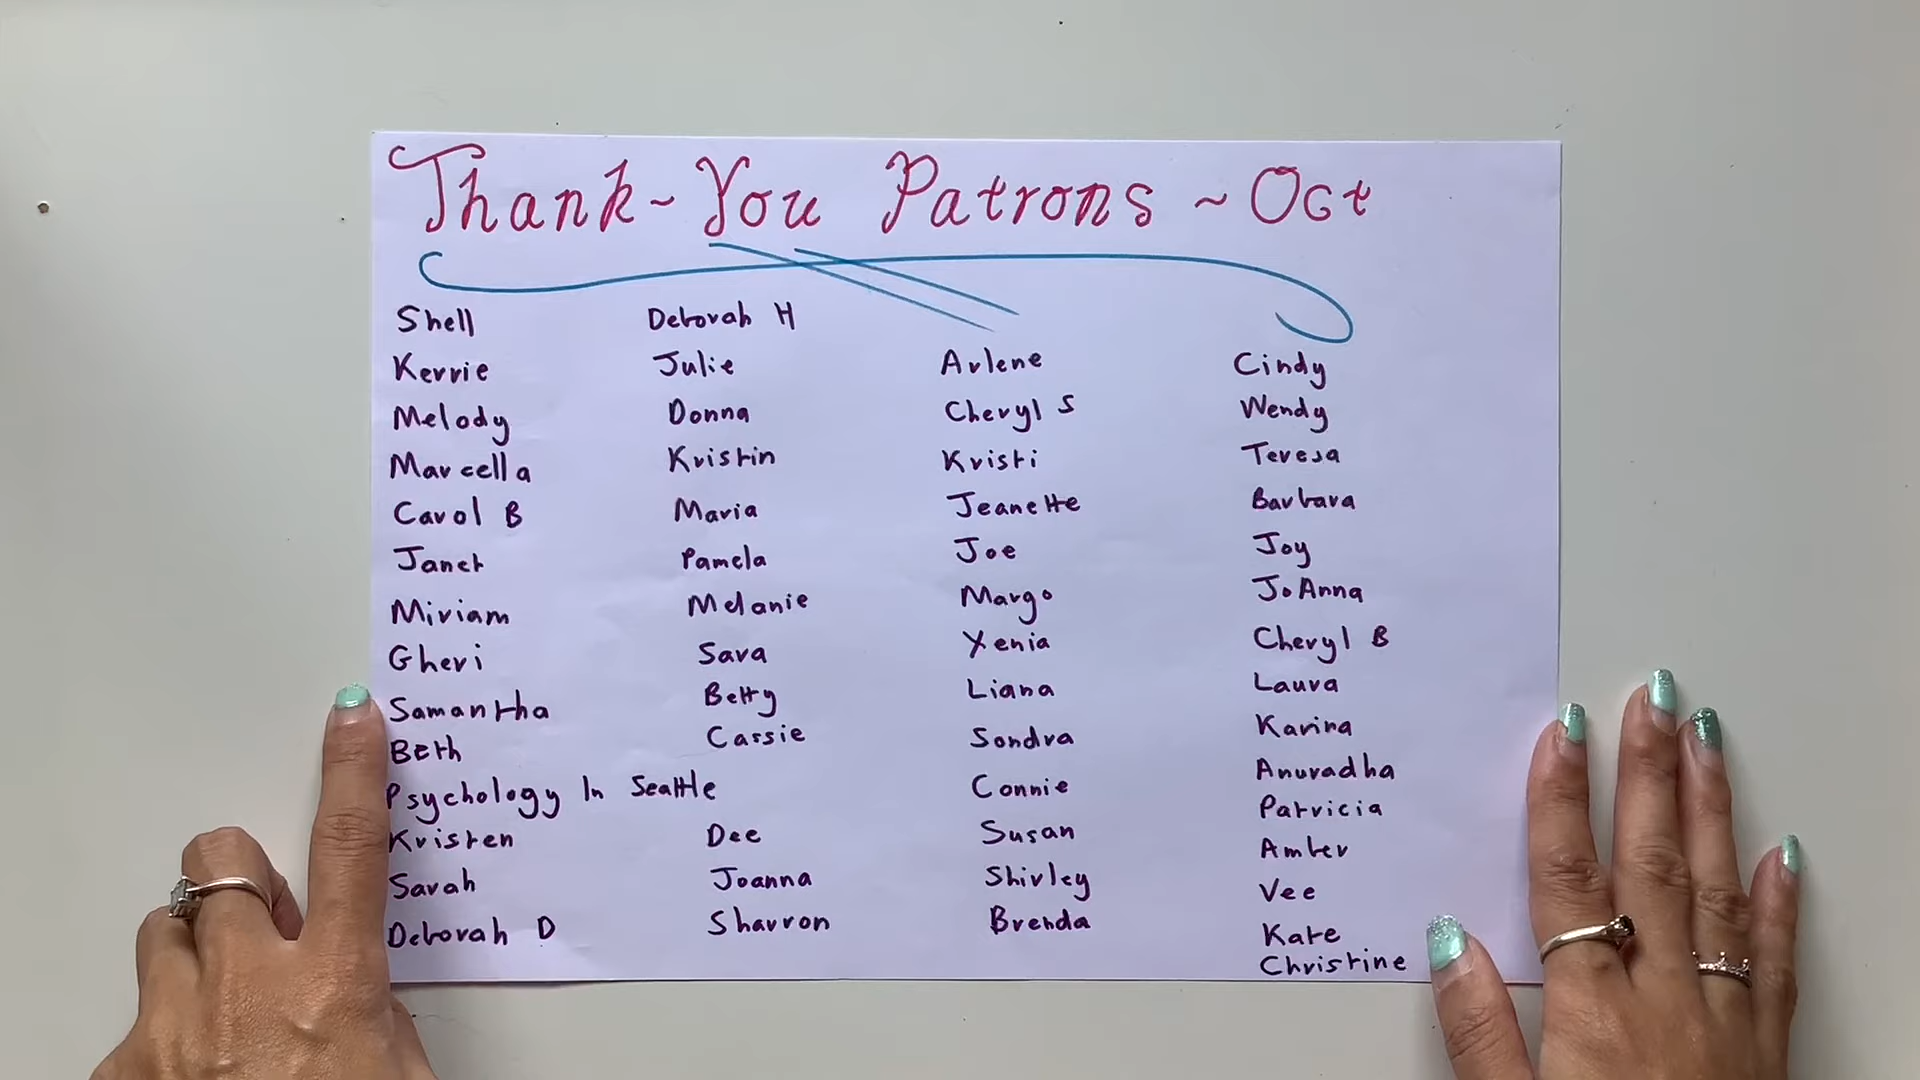 Thank-You Patrons ~ Oct
Shell
Kerrie
Melody
Marcella
Carol B
Janet
Miriam
Gheri
Samantha
Beth
Psychology In Seattle
Kristen
Sarah
Deborah D
Deborah H
Julie
Donna
Kristin
Maria
Pamela
Melanie
Sara
Betty
Cassie
Dee
Joanna
Sharron
Arlene
Cheryl S
Kristi
Jeanette
Joe
Margo
Xenia
Liana
Sondra
Connie
Susan
Shirley
Brenda
Cindy
Wendy
Teresa
Barbara
Joy
JoAnna
Cheryl B
Laura
Karina
Anuradha
Patricia
Amber
Vee
Kate
Christine